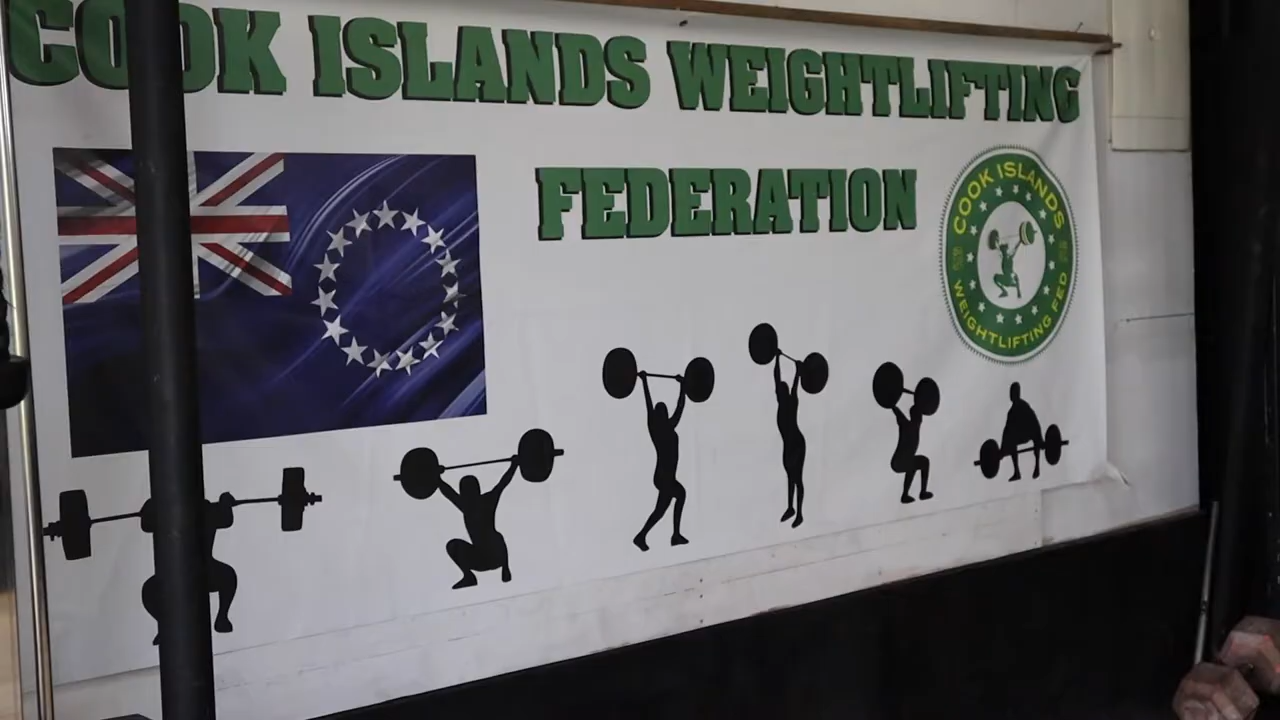 COOK ISLANDS WEIGHTLIFTING
FEDERATION
COOK ISLANDS
WEIGHTLIFTING FED